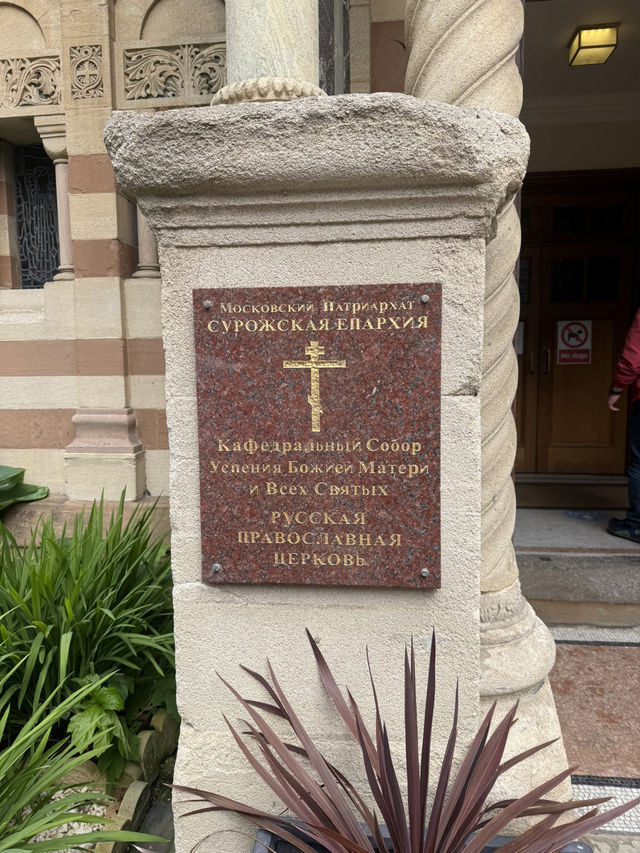 Московский Патриархат
СУРОЖСКАЯ ЕПАРХИЯ
Кафедральный Собор
Успения Божией Матери
и Всех Святых
РУССКАЯ
ПРАВОСЛАВНАЯ
ЦЕРКОВЬ
No dogs